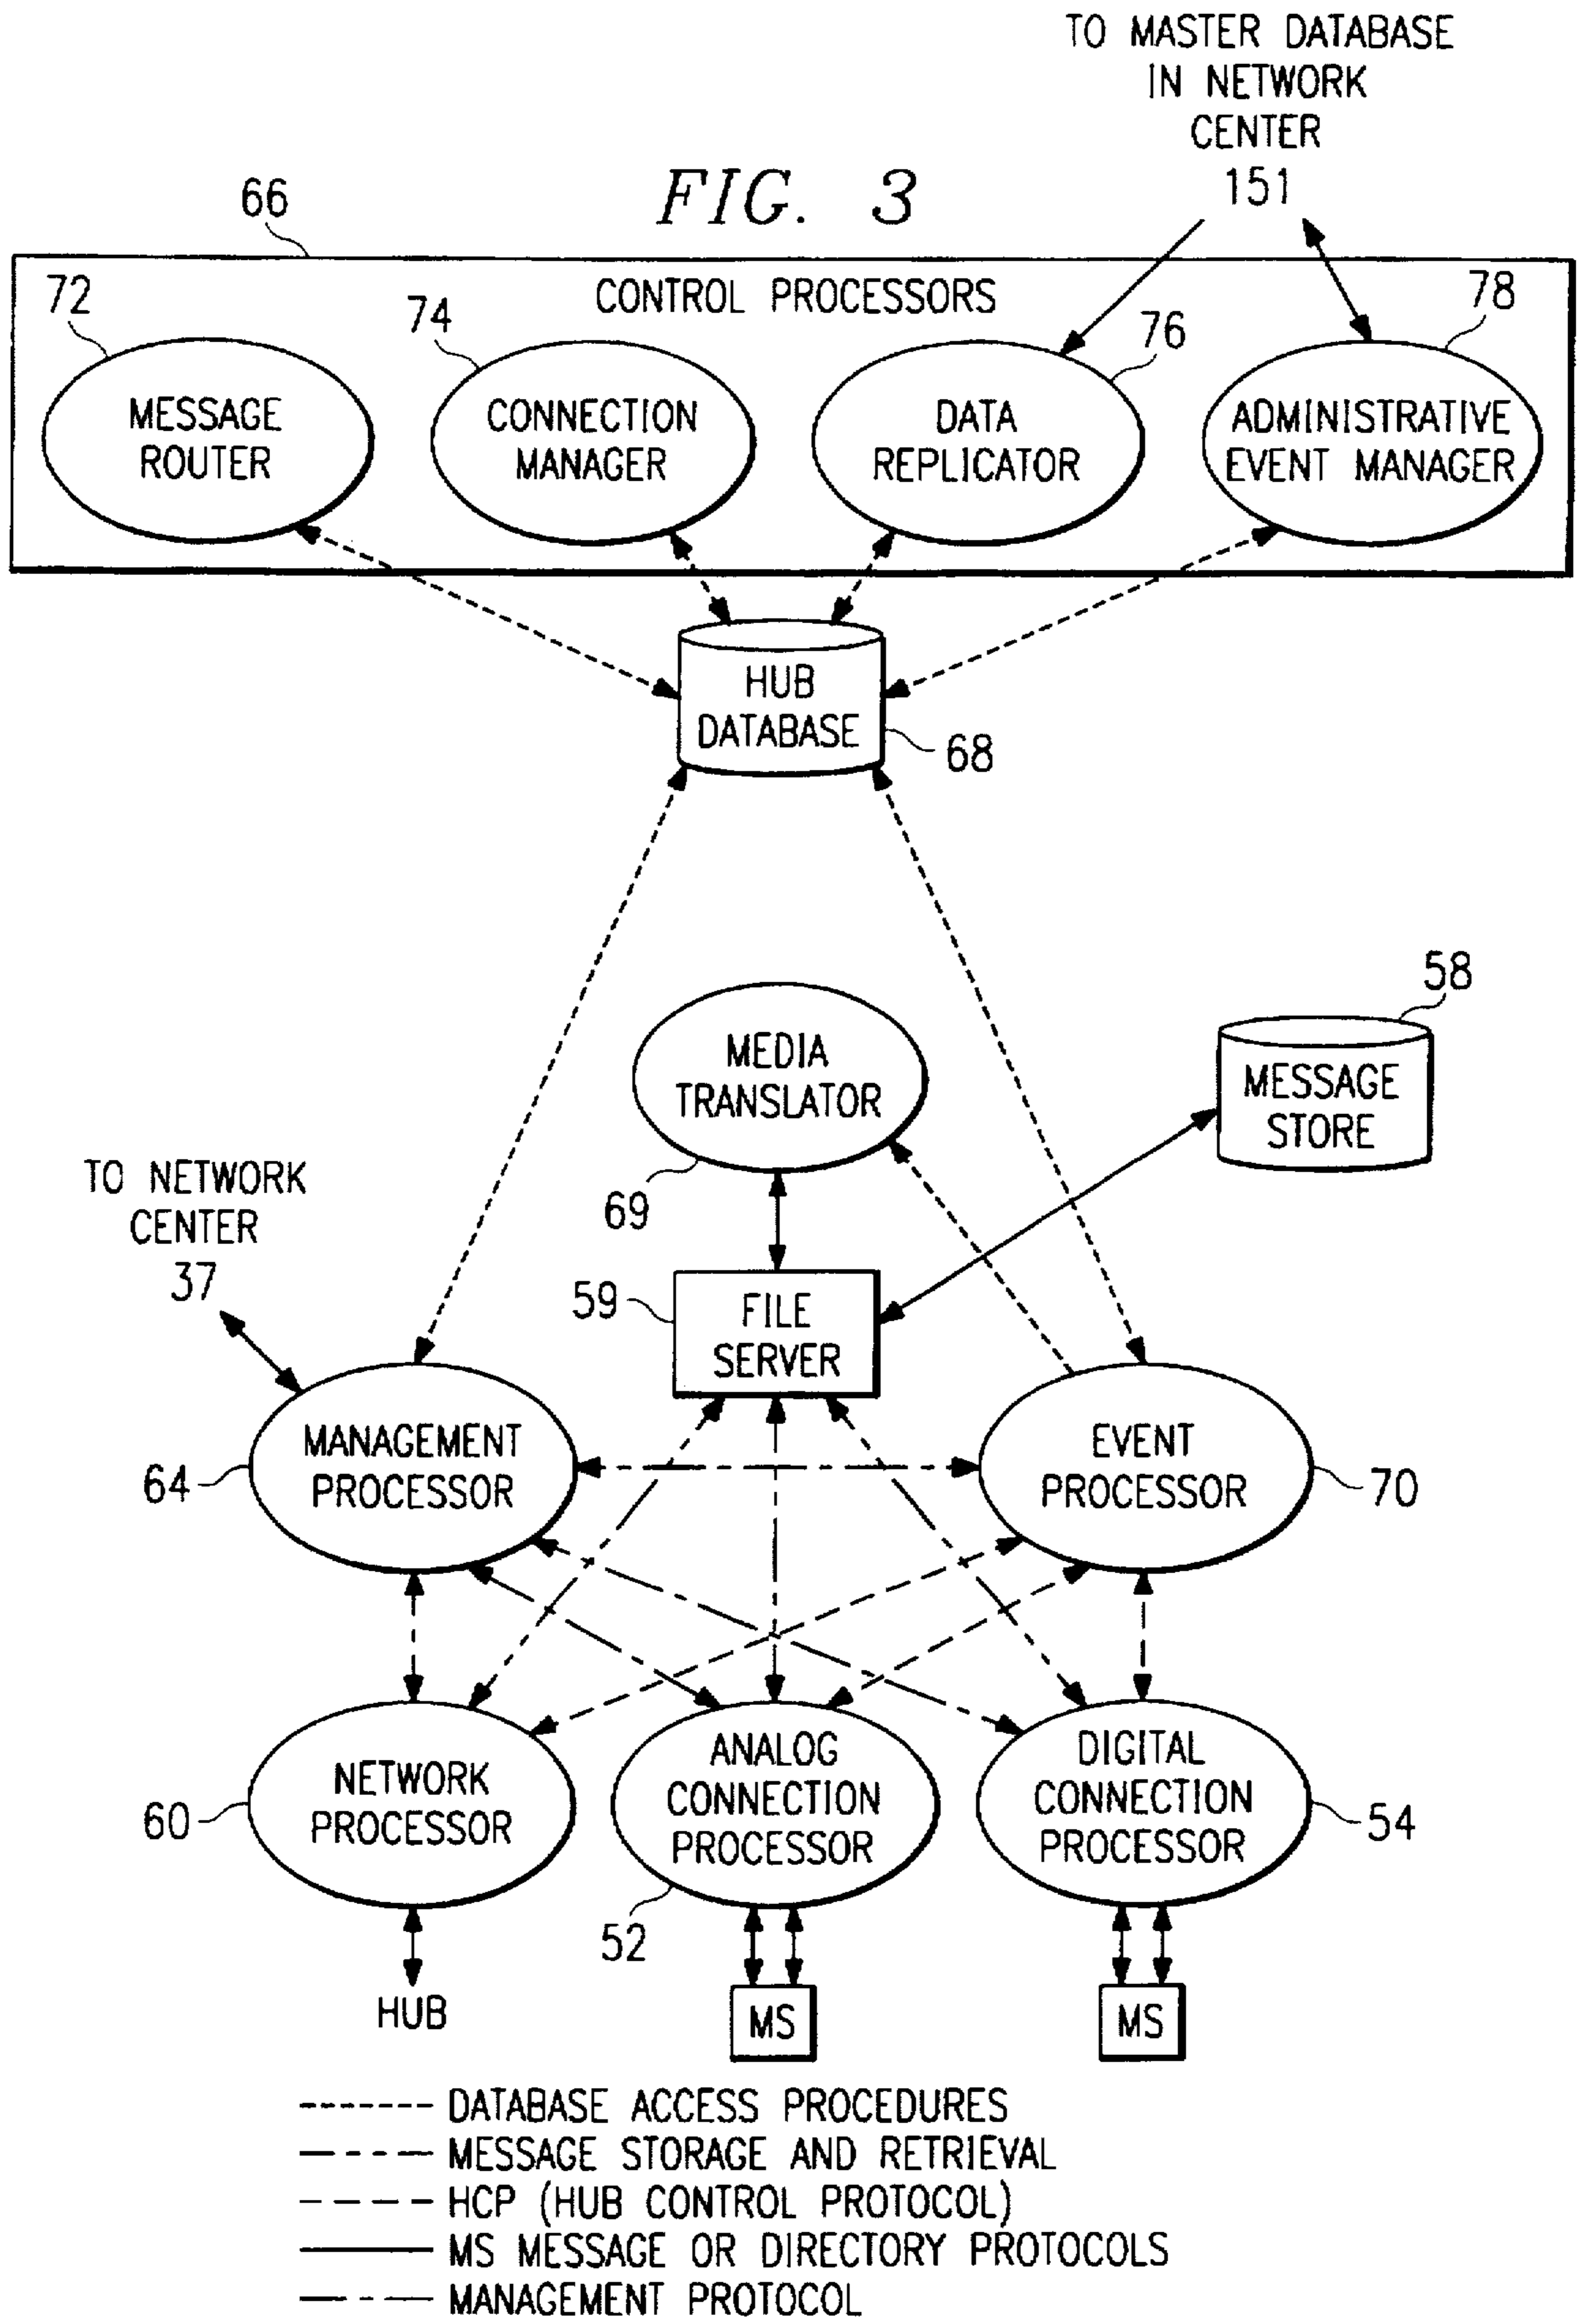 TO MASTER DATABASE
IN NETWORK
CENTER
151
FIG. 3
66
CONTROL PROCESSORS
72
74
76
78
MESSAGE
ROUTER
CONNECTION
MANAGER
DATA
REPLICATOR
ADMINISTRATIVE
EVENT MANAGER
HUB
DATABASE
68
58
MESSAGE
STORE
MEDIA
TRANSLATOR
69
TO NETWORK
CENTER
37
59
FILE
SERVER
MANAGEMENT
PROCESSOR
64
EVENT
PROCESSOR
70
NETWORK
PROCESSOR
60
ANALOG
CONNECTION
PROCESSOR
52
DIGITAL
CONNECTION
PROCESSOR
54
HUB
MS
MS
DATABASE ACCESS PROCEDURES
MESSAGE STORAGE AND RETRIEVAL
HCP (HUB CONTROL PROTOCOL)
MS MESSAGE OR DIRECTORY PROTOCOLS
MANAGEMENT PROTOCOL